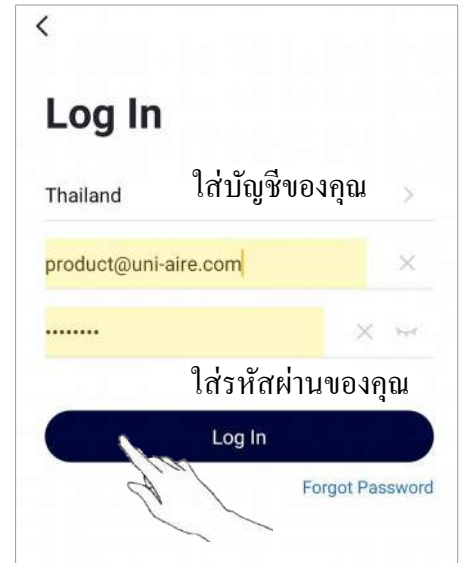 Log In
Thailand
ใส่บัญชีของคุณ
product@uni-aire.com
••••••••
ใส่รหัสผ่านของคุณ
Log In
Forgot Password